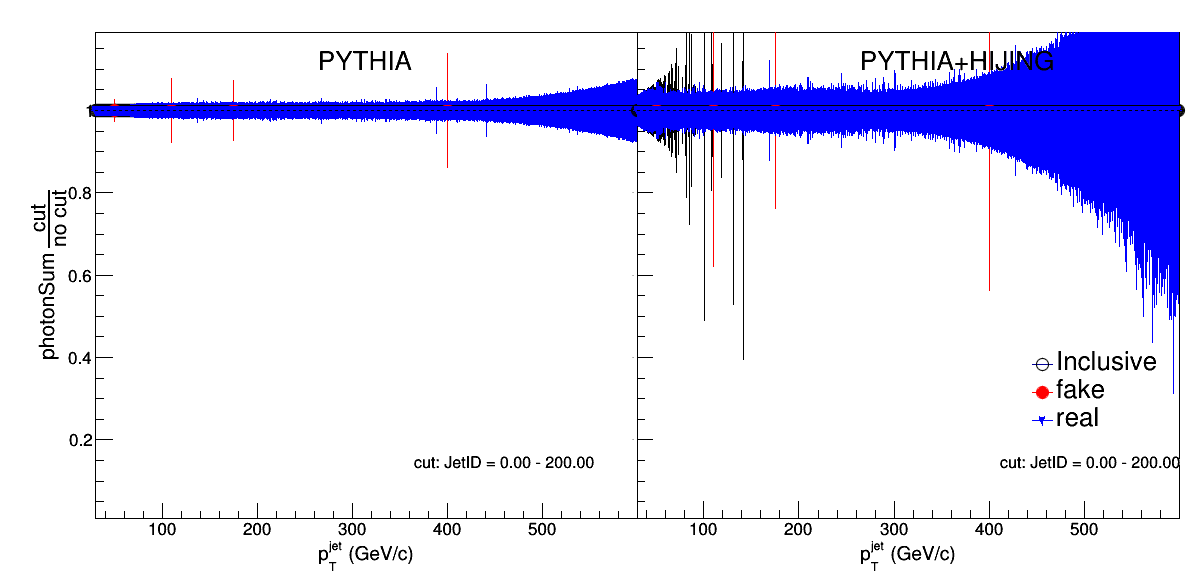 PYTHIA
PYTHIA+HIJING
photonSum cut
no cut
1
0.8
0.6
0.4
0.2
Inclusive
fake
real
cut: JetID = 0.00 - 200.00
cut: JetID = 0.00 - 200.00
100 200 300 400 500
100 200 300 400 500
p_T^jet (GeV/c)
p_T^jet (GeV/c)